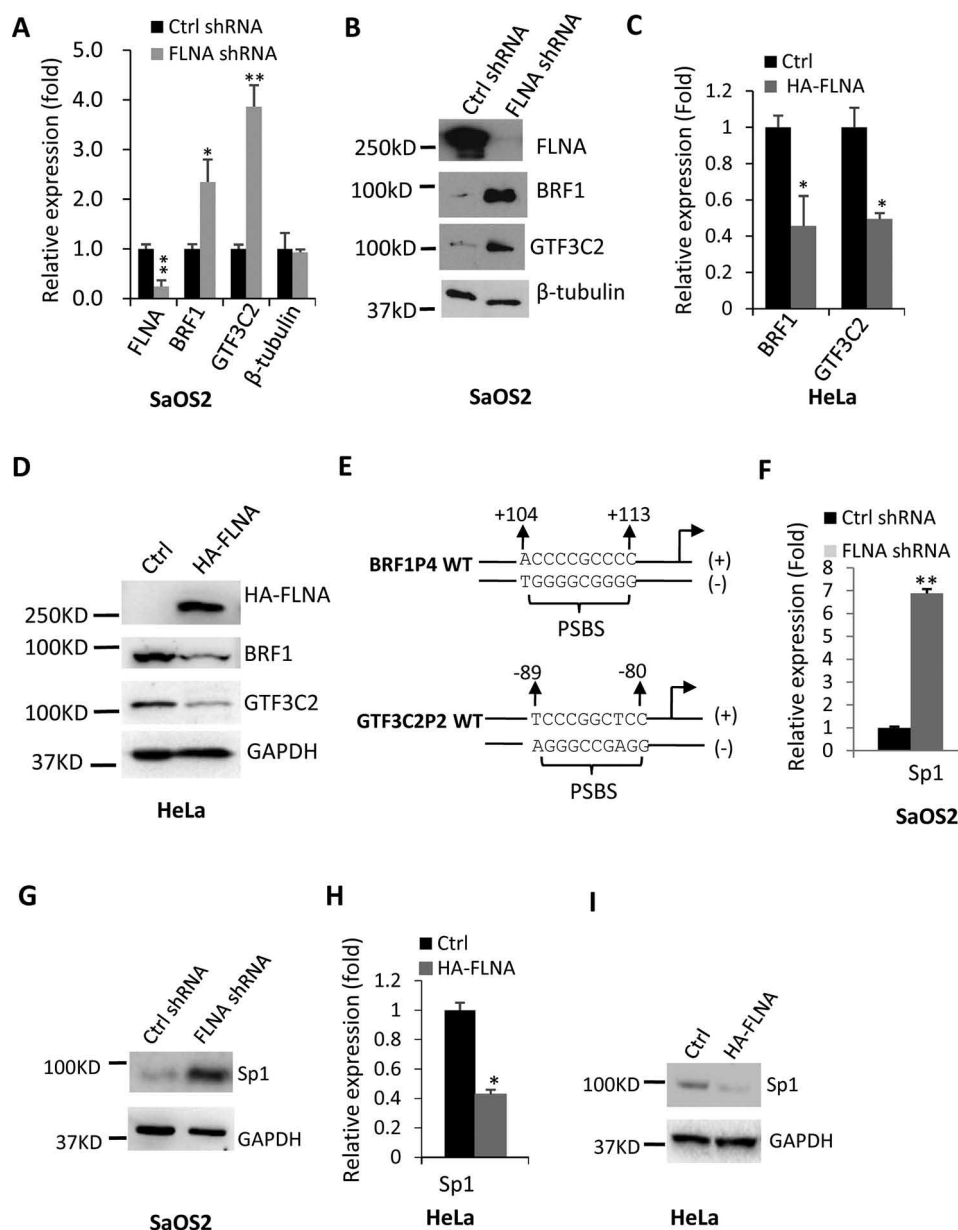 A
Ctrl shRNA
FLNA shRNA
Relative expression (fold)
5.0
4.0
3.0
2.0
1.0
0.0
**
*
**
FLNA
BRF1
GTF3C2
β-tubulin
SaOS2
B
Ctrl shRNA
FLNA shRNA
250kD
FLNA
100kD
BRF1
100kD
GTF3C2
37kD
β-tubulin
SaOS2
C
Ctrl
HA-FLNA
Relative expression (Fold)
1.2
1
0.8
0.6
0.4
0.2
0
*
*
BRF1
GTF3C2
HeLa
D
Ctrl
HA-FLNA
250KD
HA-FLNA
100KD
BRF1
100KD
GTF3C2
37KD
GAPDH
HeLa
E
+104
+113
BRF1P4 WT
ACCCCGCCCC
(+)
TGGGGCGGGG
(-)
PSBS
-89
-80
GTF3C2P2 WT
TCCCGGCTCC
(+)
AGGGCCGAGG
(-)
PSBS
F
Ctrl shRNA
FLNA shRNA
Relative expression (Fold)
8
7
6
5
4
3
2
1
0
**
Sp1
SaOS2
G
Ctrl shRNA
FLNA shRNA
100KD
Sp1
37KD
GAPDH
SaOS2
H
Ctrl
HA-FLNA
Relative expression (fold)
1.2
1
0.8
0.6
0.4
0.2
0
*
Sp1
HeLa
I
Ctrl
HA-FLNA
100KD
Sp1
37KD
GAPDH
HeLa